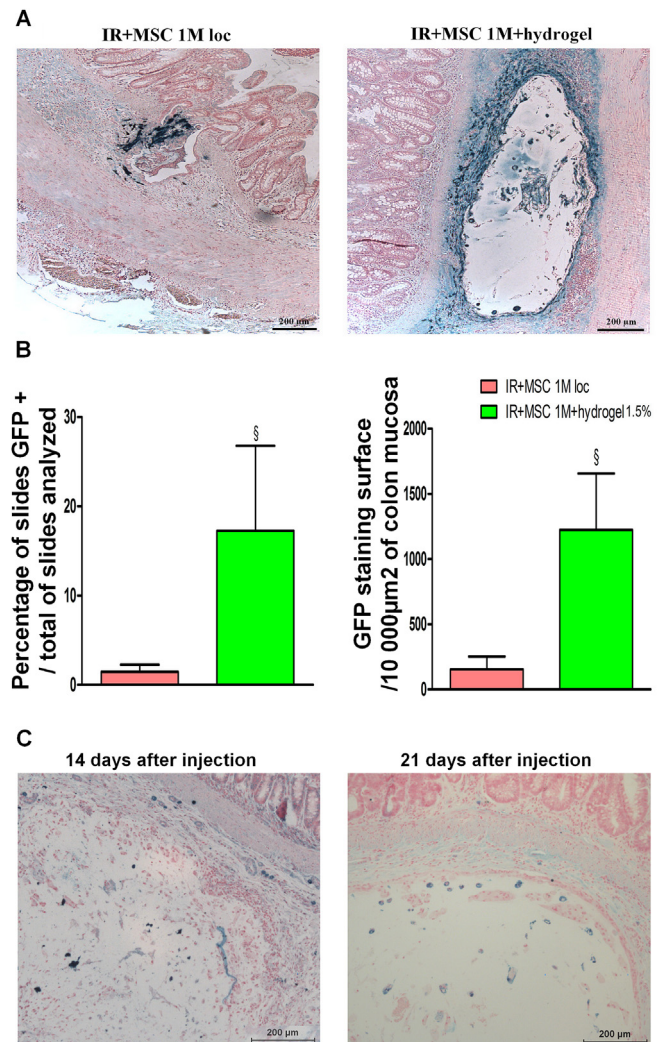 A
IR+MSC 1M loc
IR+MSC 1M+hydrogel
200 µm
200 µm
B
IR+MSC 1M loc
IR+MSC 1M+hydrogel 1.5%
Percentage of slides GFP +
/ total of slides analyzed
30
20
10
0
§
GFP staining surface
/10 000µm2 of colon mucosa
2000
1500
1000
500
0
§
C
14 days after injection
21 days after injection
200 µm
200 µm